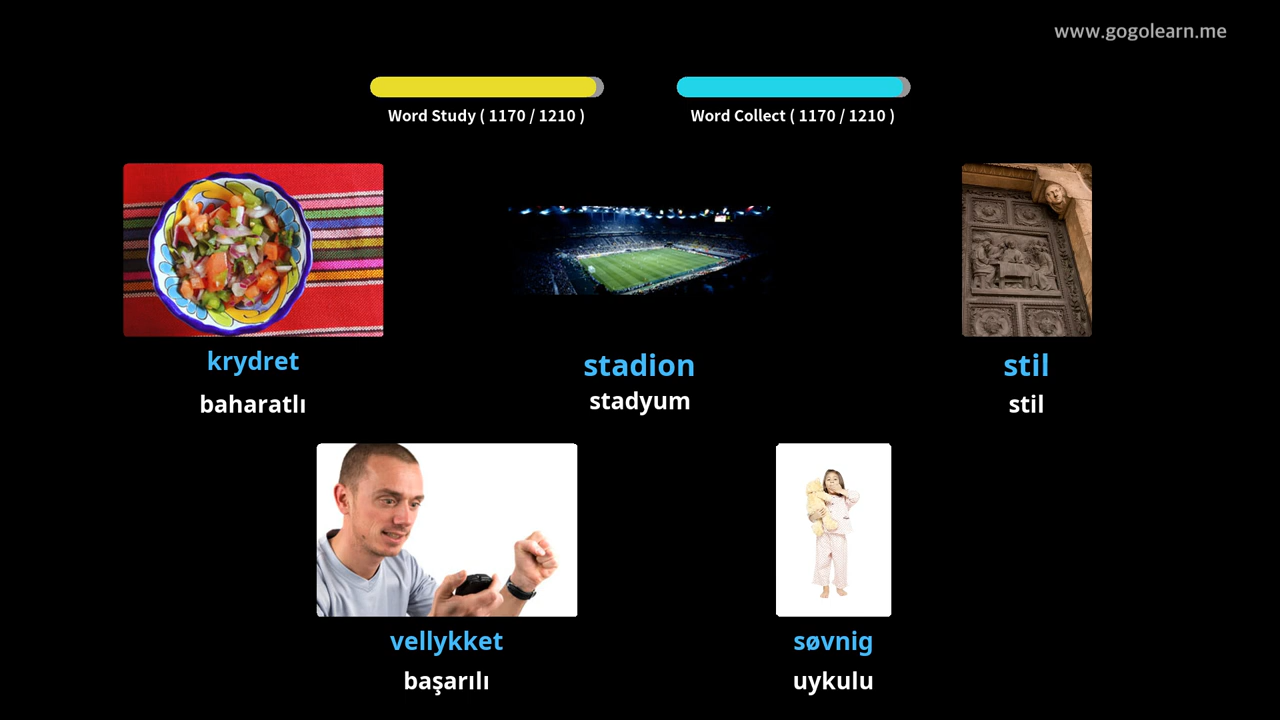 www.gogolearn.me
Word Study ( 1170 / 1210 )
Word Collect ( 1170 / 1210 )
krydret
baharatlı
stadion
stadyum
stil
stil
vellykket
başarılı
søvnig
uykulu